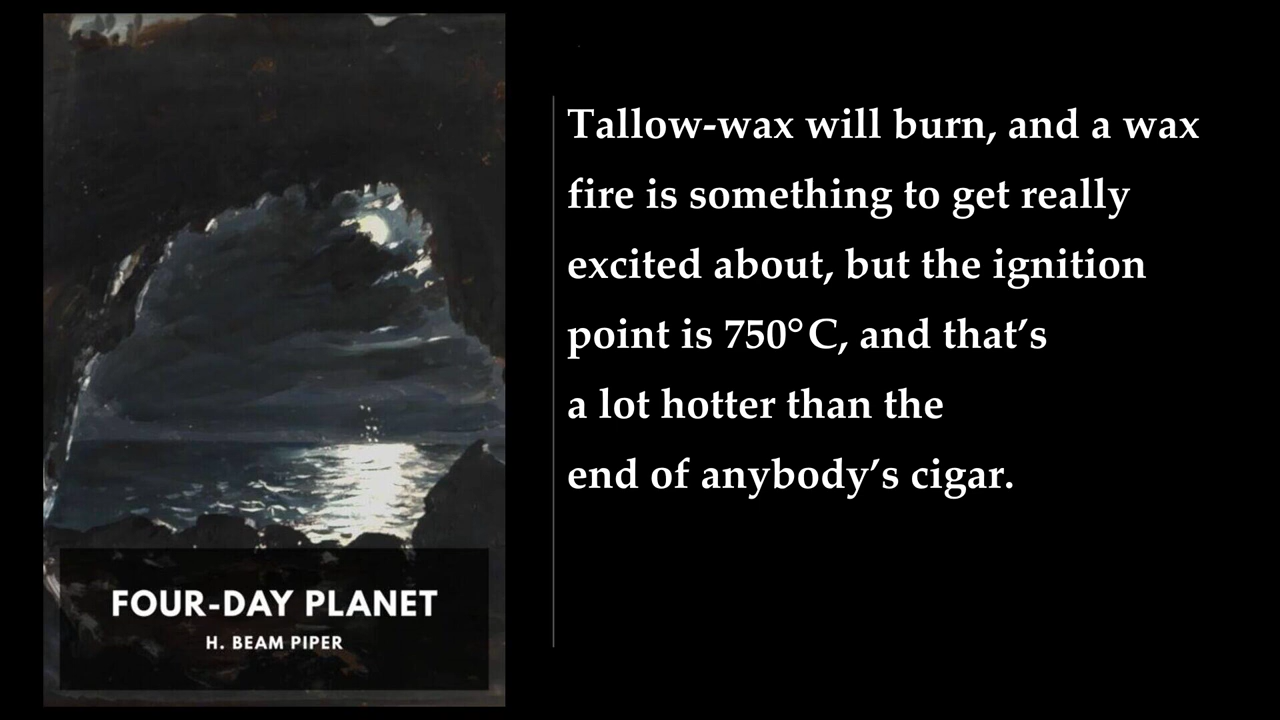 Tallow-wax will burn, and a wax
fire is something to get really
excited about, but the ignition
point is 750° C, and that’s
a lot hotter than the
end of anybody’s cigar.
FOUR-DAY PLANET
H. BEAM PIPER